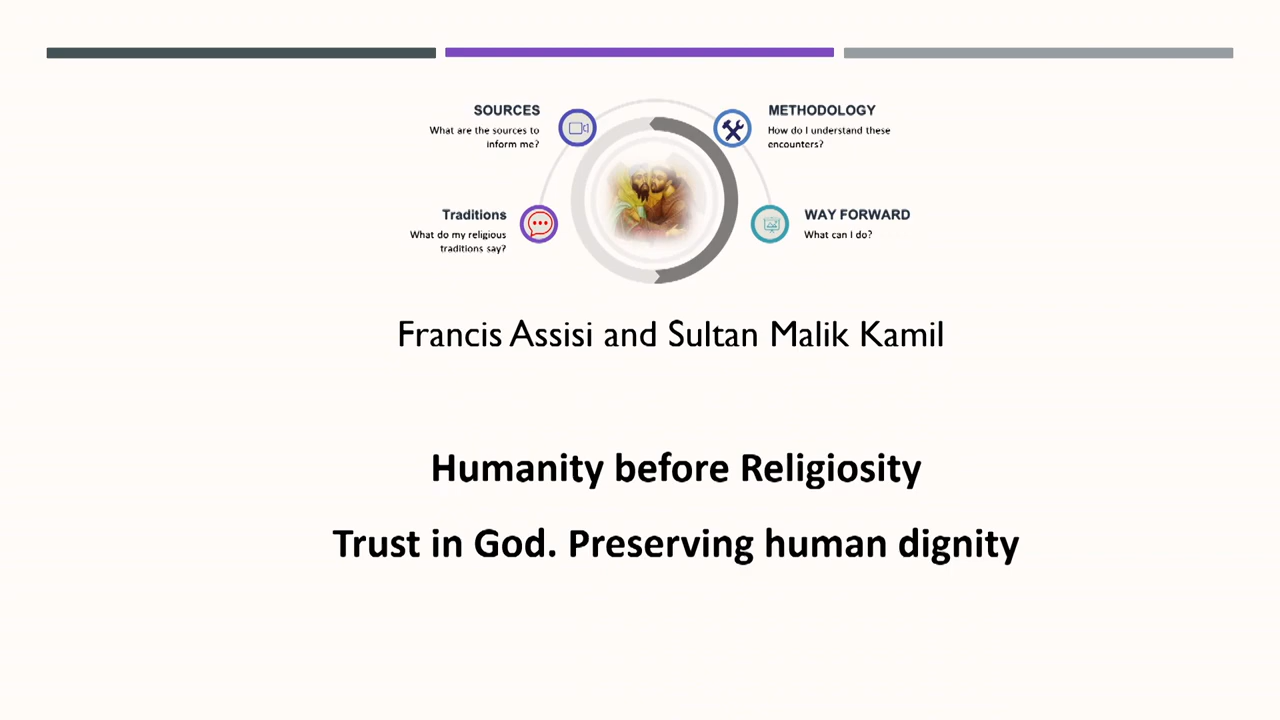 SOURCES
What are the sources to
inform me?
METHODOLOGY
How do I understand these
encounters?
Traditions
What do my religious
traditions say?
WAY FORWARD
What can I do?
Francis Assisi and Sultan Malik Kamil
Humanity before Religiosity
Trust in God. Preserving human dignity